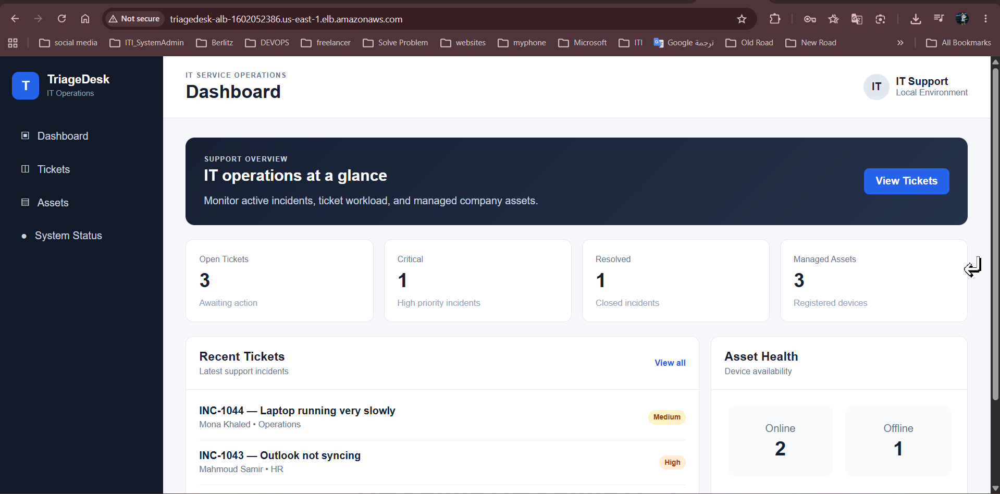 Not secure
triagedesk-alb-1602052386.us-east-1.elb.amazonaws.com
social media
ITI_SystemAdmin
Berlitz
DEVOPS
freelancer
Solve Problem
websites
myphone
Microsoft
ITI
Google ترجمة
Old Road
New Road
»
All Bookmarks
T
TriageDesk
IT Operations
Dashboard
Tickets
Assets
System Status
IT SERVICE OPERATIONS
Dashboard
IT
IT Support
Local Environment
SUPPORT OVERVIEW
IT operations at a glance
Monitor active incidents, ticket workload, and managed company assets.
View Tickets
Open Tickets
3
Awaiting action
Critical
1
High priority incidents
Resolved
1
Closed incidents
Managed Assets
3
Registered devices
Recent Tickets
Latest support incidents
View all
INC-1044 — Laptop running very slowly
Mona Khaled • Operations
Medium
INC-1043 — Outlook not syncing
Mahmoud Samir • HR
High
Asset Health
Device availability
Online
2
Offline
1